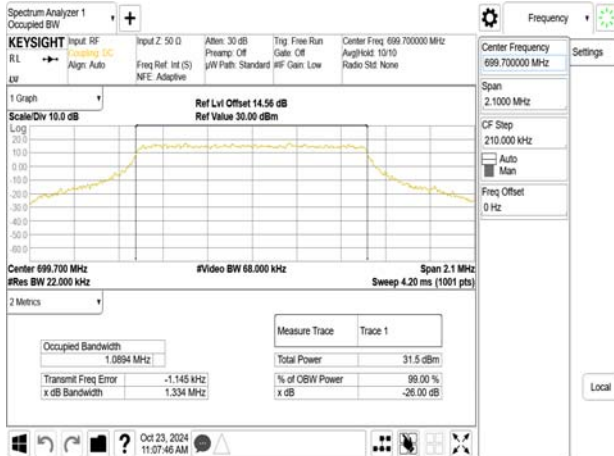 Spectrum Analyzer 1
Occupied BW
+
Frequency
KEYSIGHT
RL
Input: RF
Coupling: DC
Align: Auto
Input Z: 50 Ω
Freq Ref: Int (S)
NFE: Adaptive
Atten: 30 dB
Preamp: Off
µW Path: Standard
Trig: Free Run
Gate: Off
#IF Gain: Low
Center Freq: 699.700000 MHz
Avg|Hold: 10/10
Radio Std: None
1 Graph
Scale/Div 10.0 dB
Ref Lvl Offset 14.56 dB
Ref Value 30.00 dBm
Log
20.0
10.0
0.00
-10.0
-20.0
-30.0
-40.0
-50.0
-60.0
Center 699.700 MHz
#Video BW 68.000 kHz
Span 2.1 MHz
#Res BW 22.000 kHz
Sweep 4.20 ms (1001 pts)
2 Metrics
Measure Trace
Trace 1
Occupied Bandwidth
1.0894 MHz
Total Power
31.5 dBm
Transmit Freq Error
-1.145 kHz
% of OBW Power
99.00 %
x dB Bandwidth
1.334 MHz
x dB
-26.00 dB
Center Frequency
699.700000 MHz
Settings
Span
2.1000 MHz
CF Step
210.000 kHz
Auto
Man
Freq Offset
0 Hz
Local
?
Oct 23, 2024
11:07:46 AM